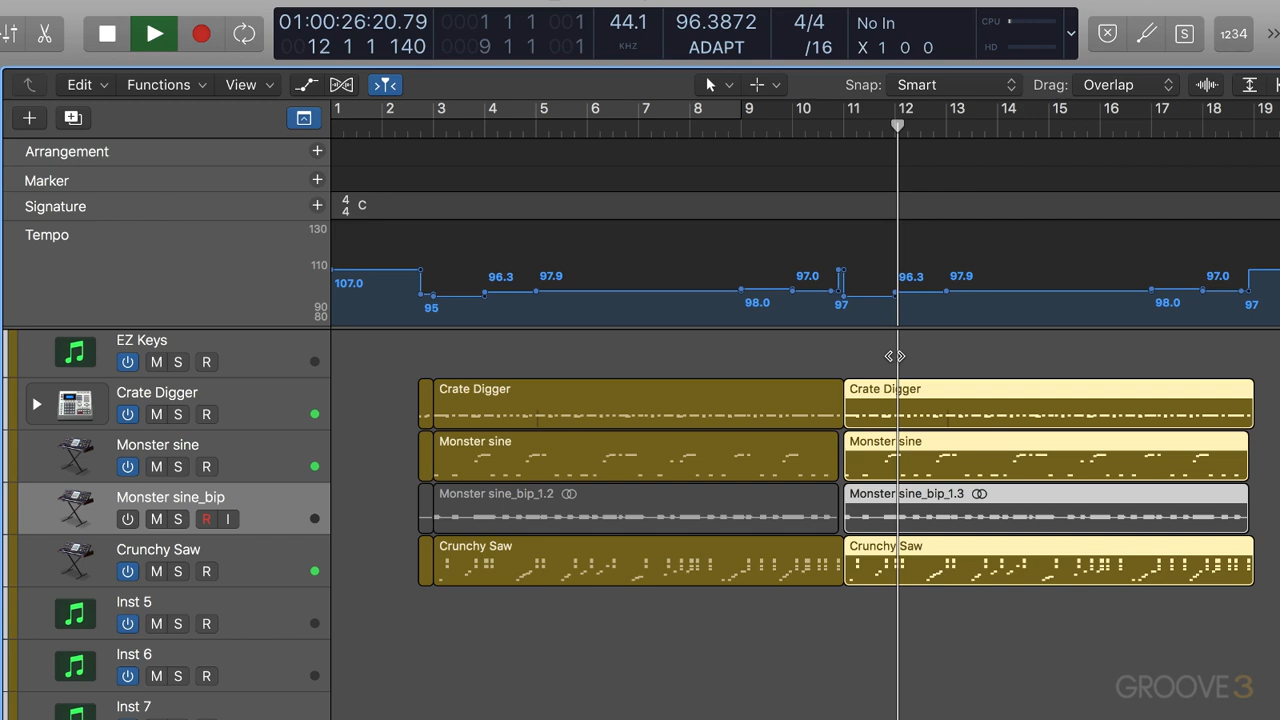 01:00:26:20.79
12 1 1 140
0001 1 1 001
0009 1 1 001
44.1
KHZ
96.3872
ADAPT
4/4
/16
No In
X 1 0 0
CPU
HD
S
1234
Edit
Functions
View
Snap: Smart
Drag: Overlap
1 2 3 4 5 6 7 8 9 10 11 12 13 14 15 16 17 18 19
Arrangement
Marker
Signature
4
4
C
Tempo
130
110
90
80
107.0
95
96.3
97.9
98.0
97.0
97
96.3
97.9
98.0
97.0
97
EZ Keys
M S R
Crate Digger
M S R
Crate Digger
Crate Digger
Monster sine
M S R
Monster sine
Monster sine
Monster sine_bip
M S R I
Monster sine_bip_1.2
Monster sine_bip_1.3
Crunchy Saw
M S R
Crunchy Saw
Crunchy Saw
Inst 5
M S R
Inst 6
M S R
Inst 7
GROOVE3